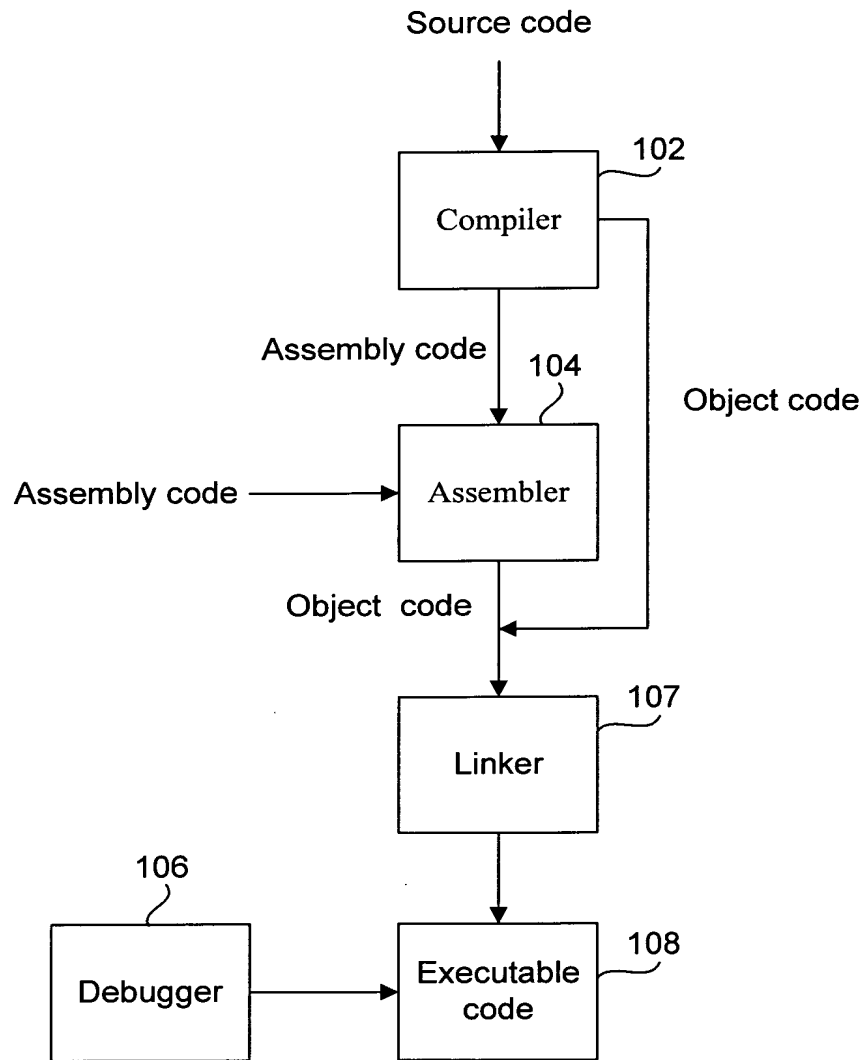 Source code
102
Compiler
Assembly code
104
Object code
Assembly code
Assembler
Object code
107
Linker
106
108
Debugger
Executable
code